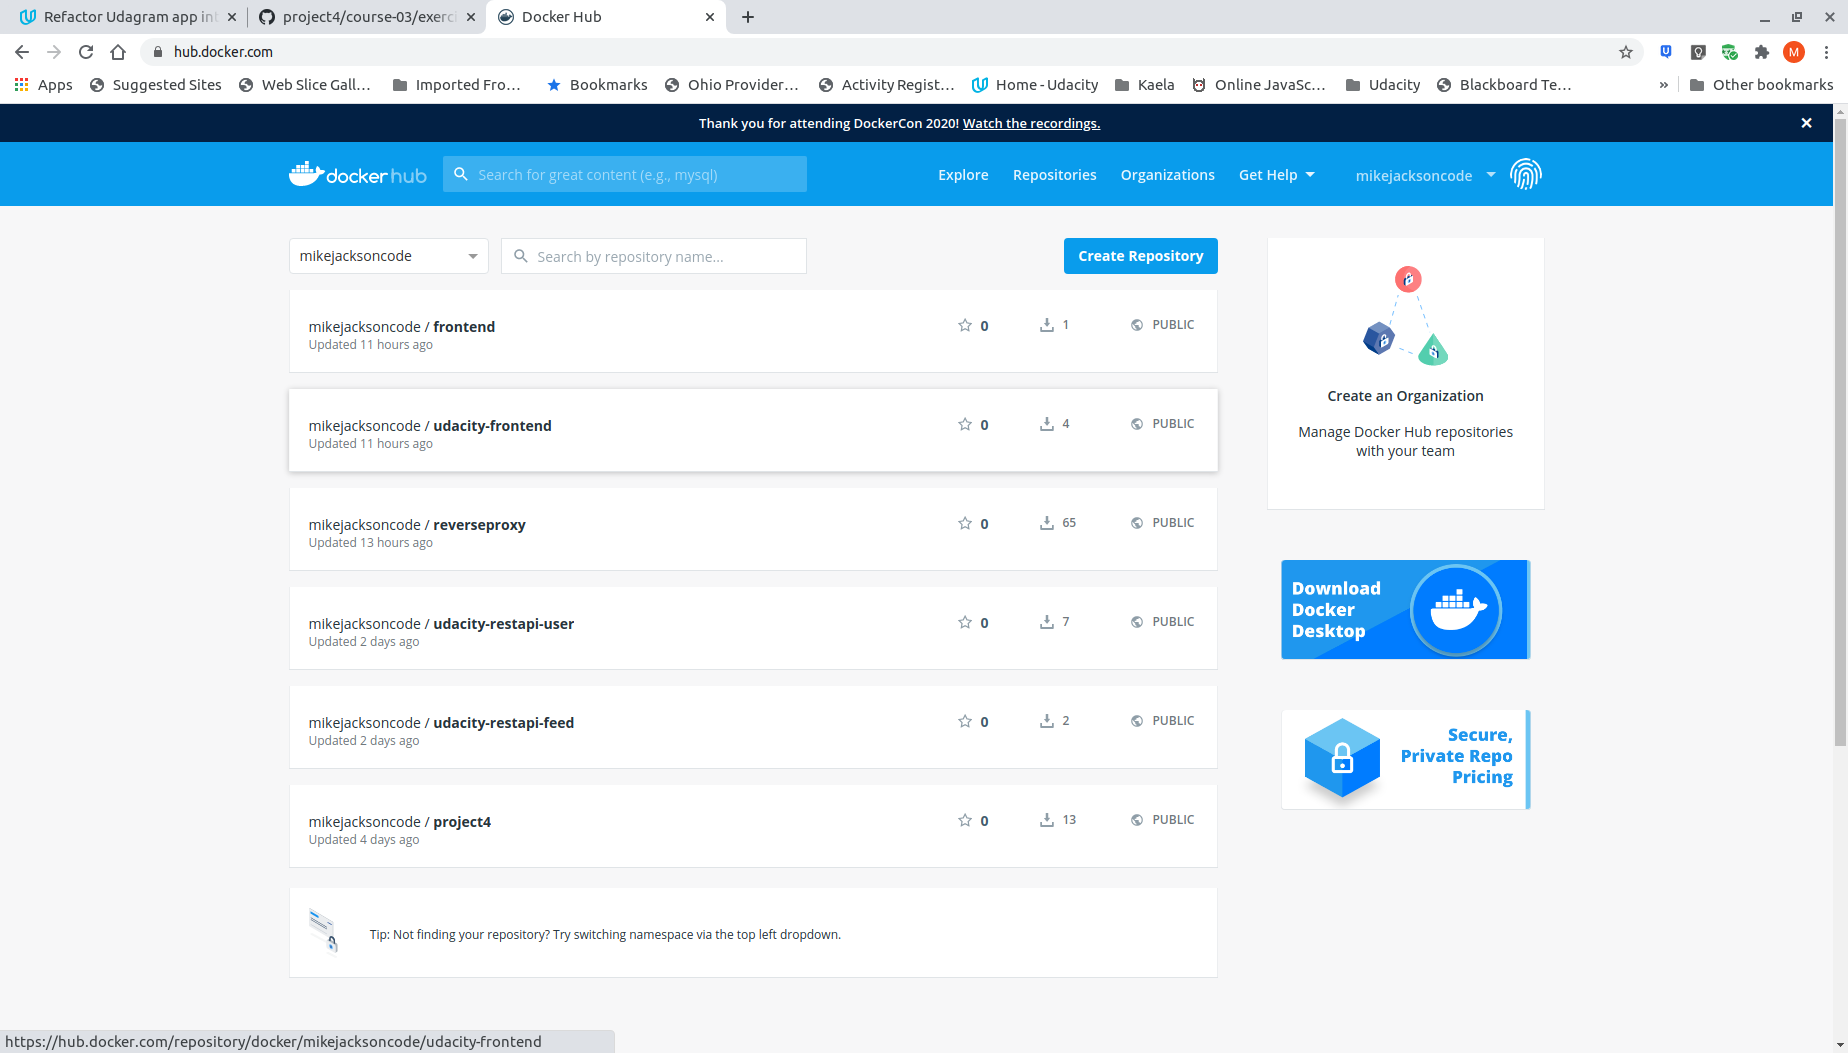 Refactor Udagram app in
project4/course-03/exerci
Docker Hub
hub.docker.com
M
Apps
Suggested Sites
Web Slice Gall...
Imported Fro...
Bookmarks
Ohio Provider...
Activity Regist...
Home - Udacity
Kaela
Online JavaSc...
Udacity
Blackboard Te...
»
Other bookmarks
Thank you for attending DockerCon 2020! Watch the recordings.
docker hub
Search for great content (e.g., mysql)
Explore
Repositories
Organizations
Get Help
mikejacksoncode
mikejacksoncode
Search by repository name...
Create Repository
mikejacksoncode / frontend
0
1
PUBLIC
Updated 11 hours ago
mikejacksoncode / udacity-frontend
0
4
PUBLIC
Updated 11 hours ago
mikejacksoncode / reverseproxy
0
65
PUBLIC
Updated 13 hours ago
mikejacksoncode / udacity-restapi-user
0
7
PUBLIC
Updated 2 days ago
mikejacksoncode / udacity-restapi-feed
0
2
PUBLIC
Updated 2 days ago
mikejacksoncode / project4
0
13
PUBLIC
Updated 4 days ago
Tip: Not finding your repository? Try switching namespace via the top left dropdown.
Create an Organization
Manage Docker Hub repositories
with your team
Download
Docker
Desktop
Secure,
Private Repo
Pricing
https://hub.docker.com/repository/docker/mikejacksoncode/udacity-frontend